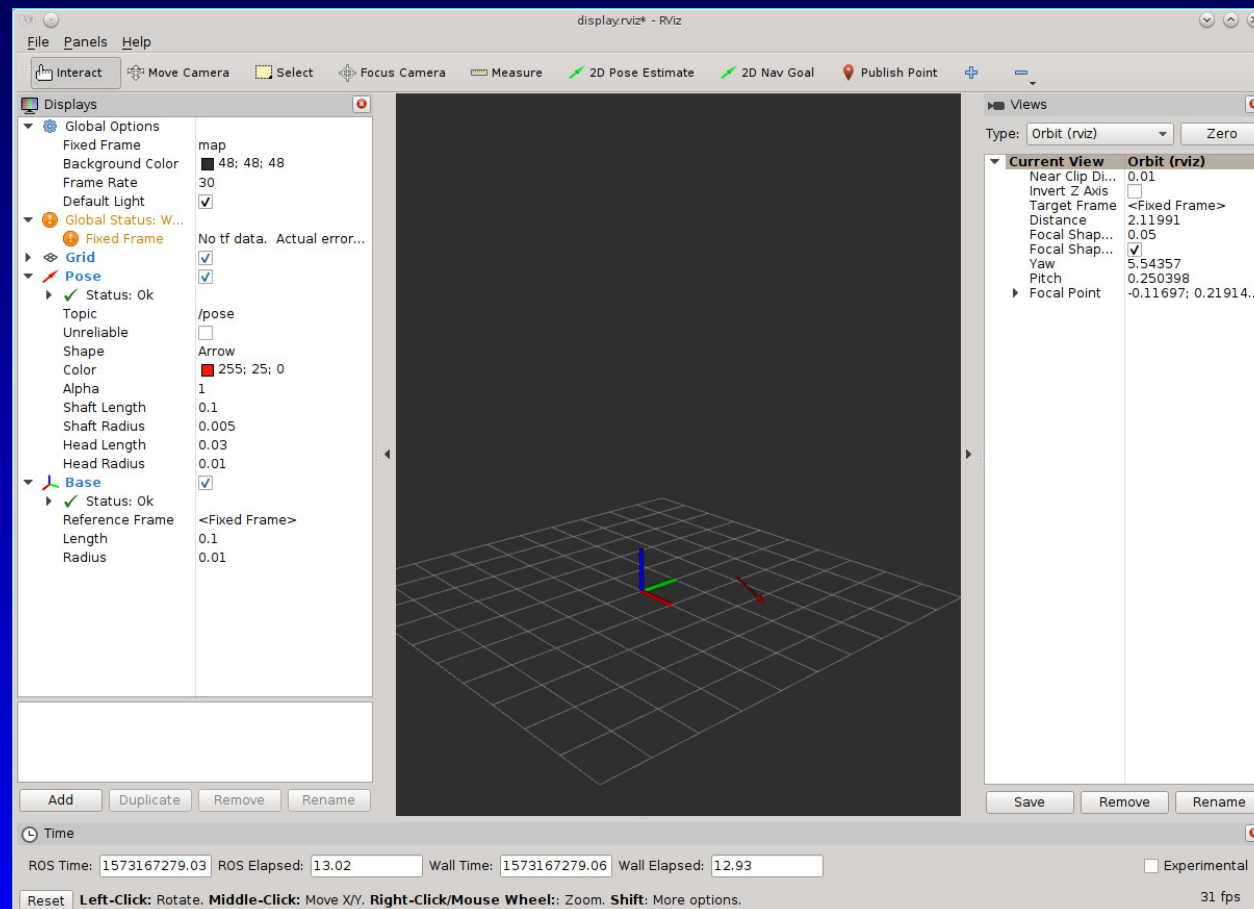 display.rviz* - RViz
File Panels Help
Interact Move Camera Select Focus Camera Measure 2D Pose Estimate 2D Nav Goal Publish Point
Displays
Global Options
Fixed Frame map
Background Color 48; 48; 48
Frame Rate 30
Default Light
Global Status: W...
Fixed Frame No tf data. Actual error...
Grid
Pose
Status: Ok
Topic /pose
Unreliable
Shape Arrow
Color 255; 25; 0
Alpha 1
Shaft Length 0.1
Shaft Radius 0.005
Head Length 0.03
Head Radius 0.01
Base
Status: Ok
Reference Frame <Fixed Frame>
Length 0.1
Radius 0.01
Add Duplicate Remove Rename
Views
Type: Orbit (rviz) Zero
Current View Orbit (rviz)
Near Clip Di... 0.01
Invert Z Axis
Target Frame <Fixed Frame>
Distance 2.11991
Focal Shap... 0.05
Focal Shap...
Yaw 5.54357
Pitch 0.250398
Focal Point -0.11697; 0.21914...
Save Remove Rename
Time
ROS Time: 1573167279.03 ROS Elapsed: 13.02 Wall Time: 1573167279.06 Wall Elapsed: 12.93 Experimental
Reset Left-Click: Rotate. Middle-Click: Move X/Y. Right-Click/Mouse Wheel:: Zoom. Shift: More options. 31 fps